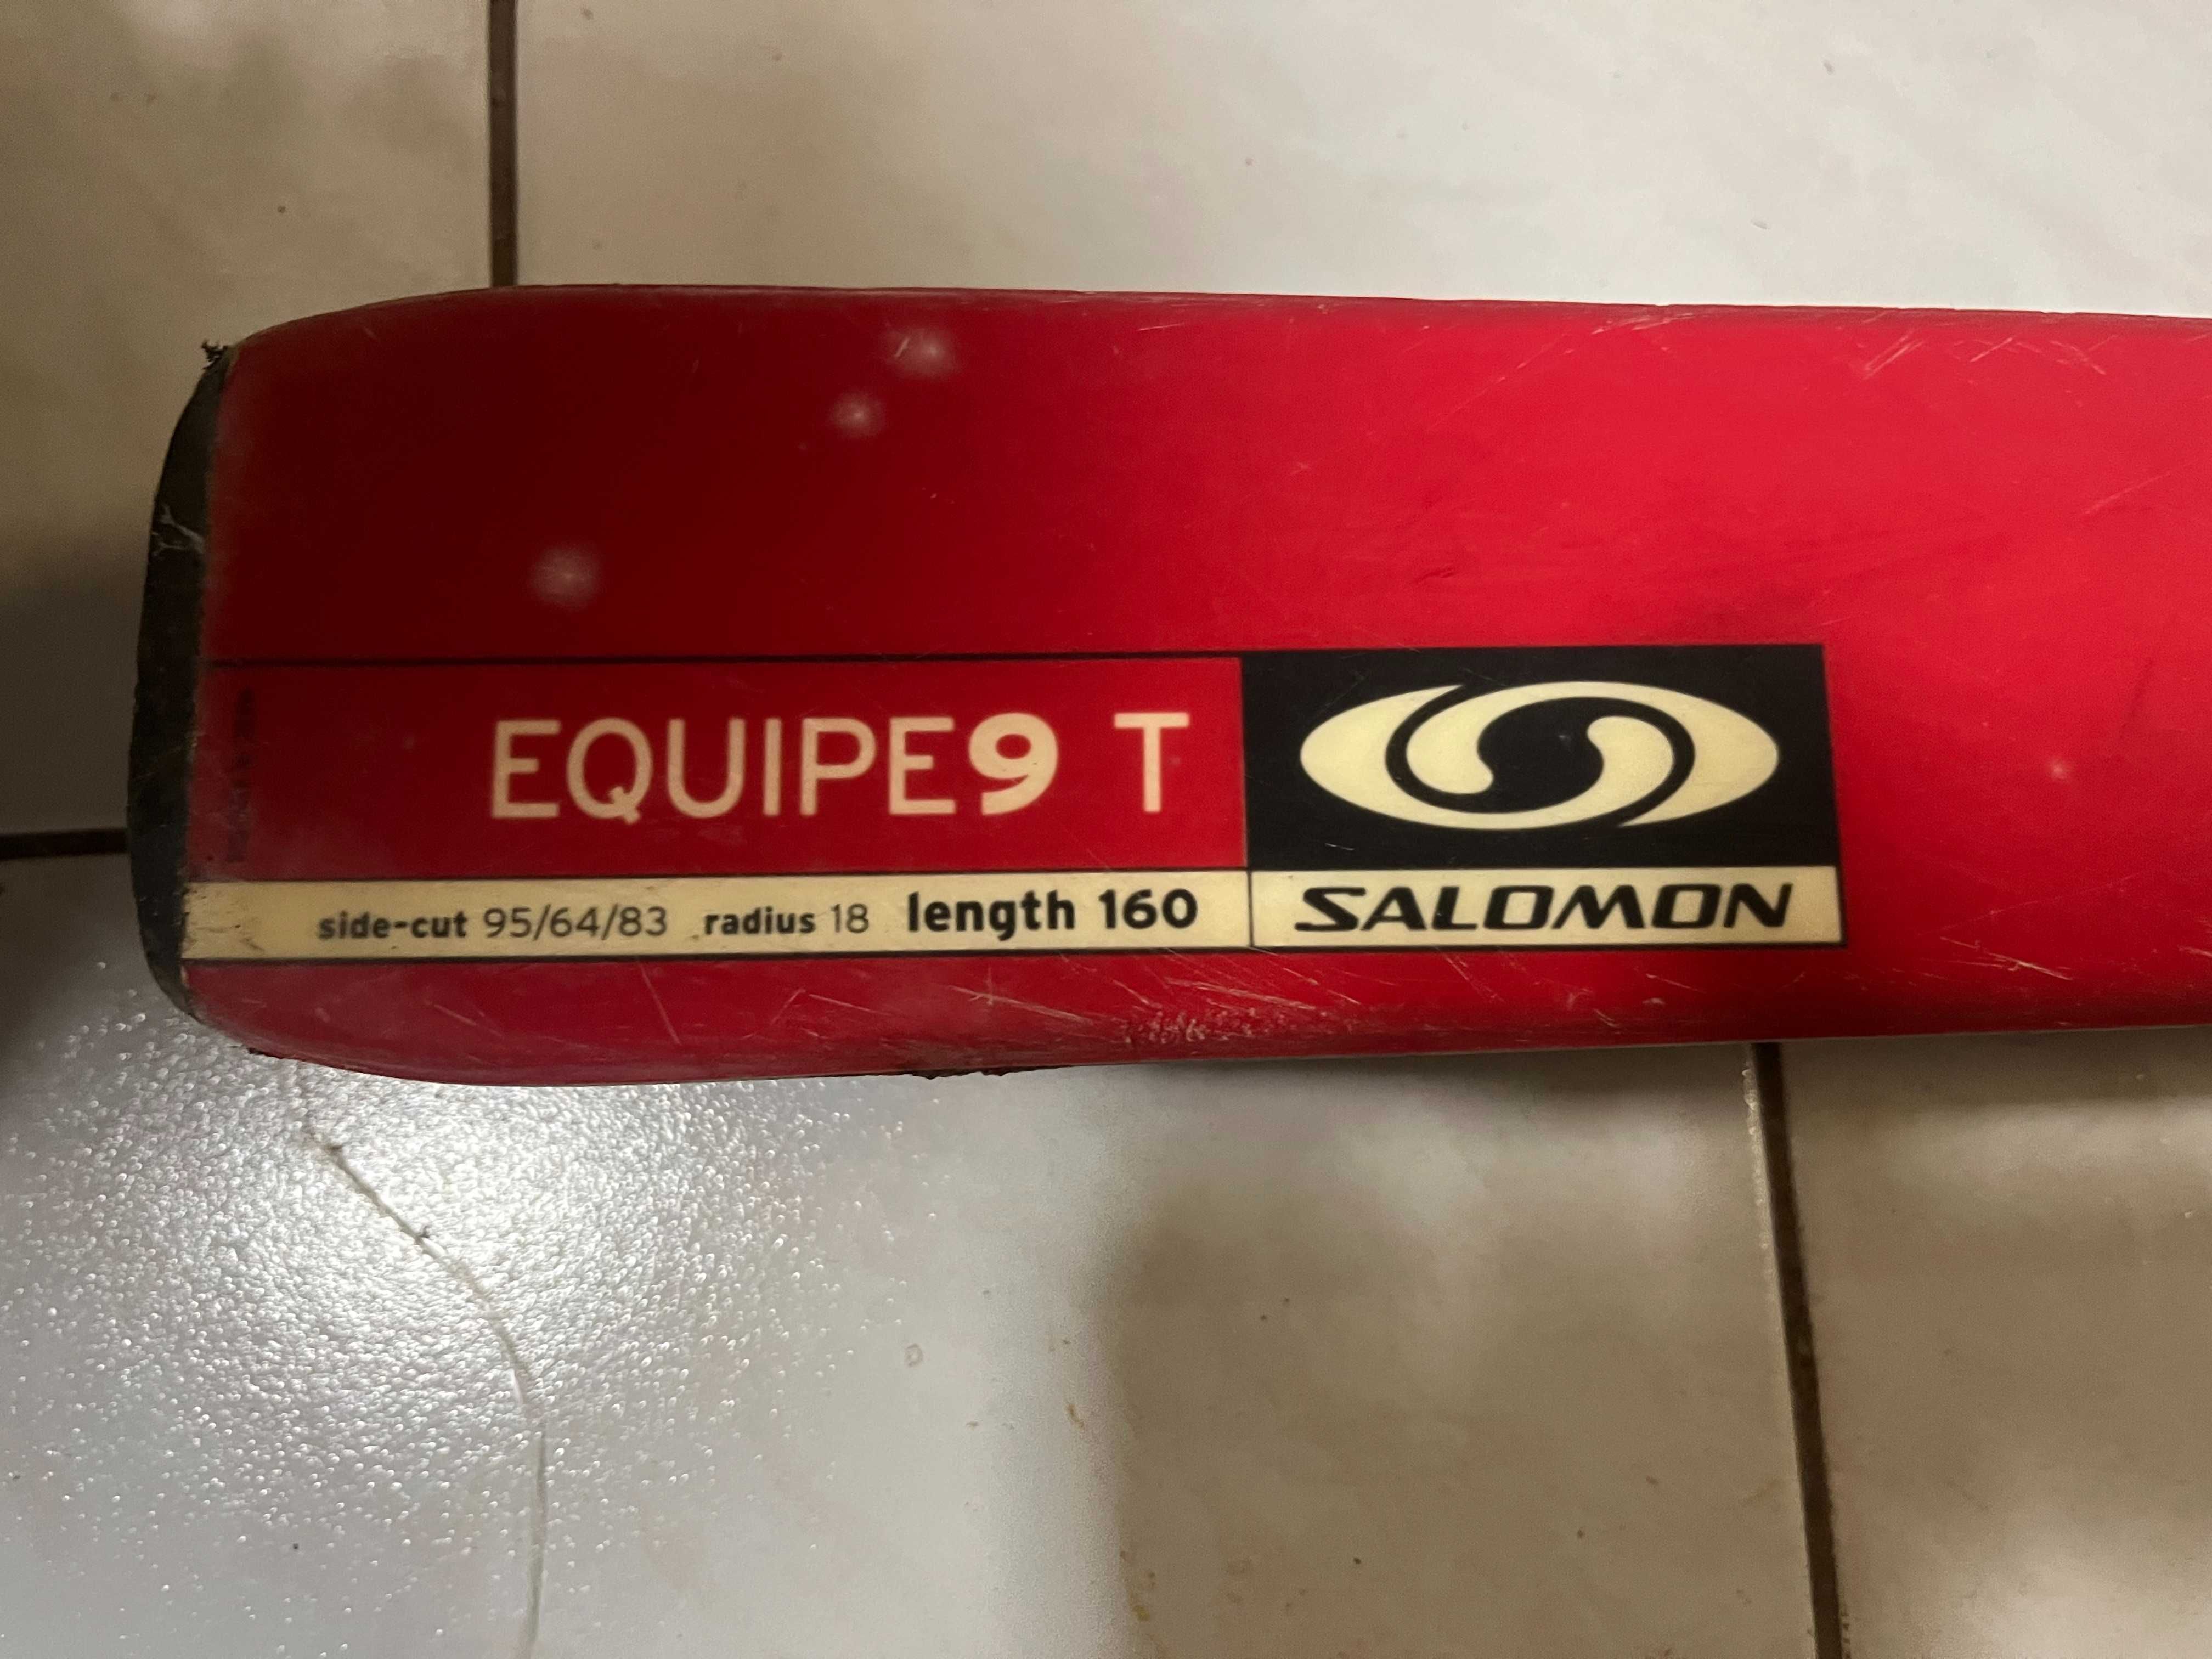 EQUIPE9 T
side-cut 95/64/83 radius 18 length 160
SALOMON